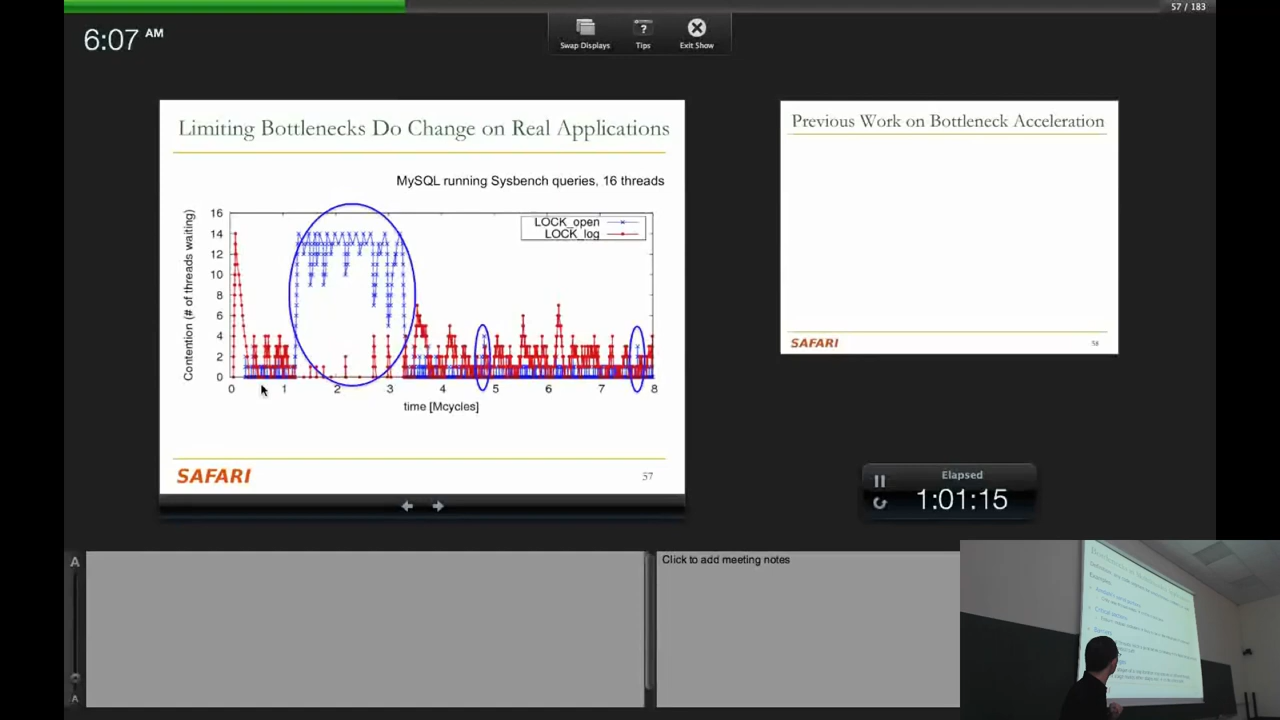 57 / 183
6:07 AM
Swap Displays
Tips
Exit Show
Limiting Bottlenecks Do Change on Real Applications
MySQL running Sysbench queries, 16 threads
Contention (# of threads waiting)
16
14
12
10
8
6
4
2
0
LOCK_open
LOCK_log
0 1 2 3 4 5 6 7 8
time [Mcycles]
SAFARI
57
Previous Work on Bottleneck Acceleration
SAFARI
58
Elapsed
1:01:15
A
A
Click to add meeting notes